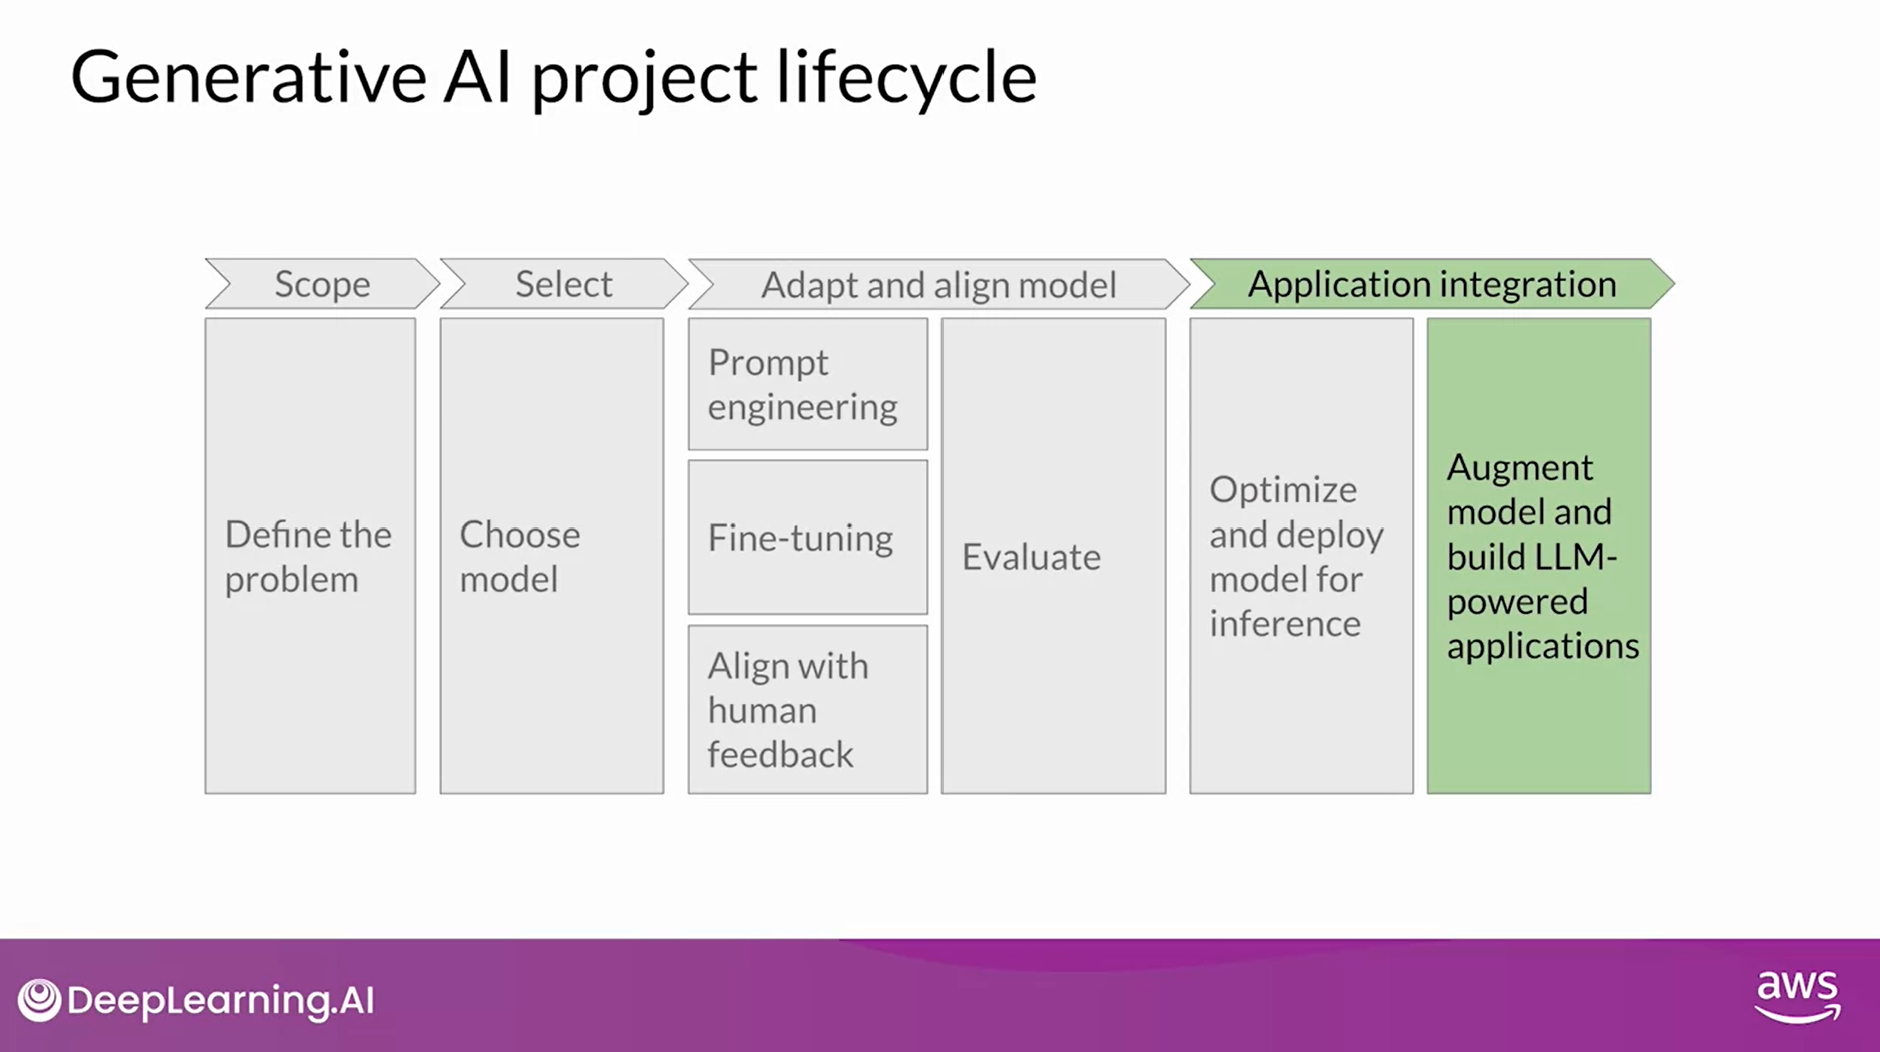 Generative AI project lifecycle
Scope
Select
Adapt and align model
Application integration
Define the
problem
Choose
model
Prompt
engineering
Fine-tuning
Align with
human
feedback
Evaluate
Optimize
and deploy
model for
inference
Augment
model and
build LLM-
powered
applications
DeepLearning.AI
aws